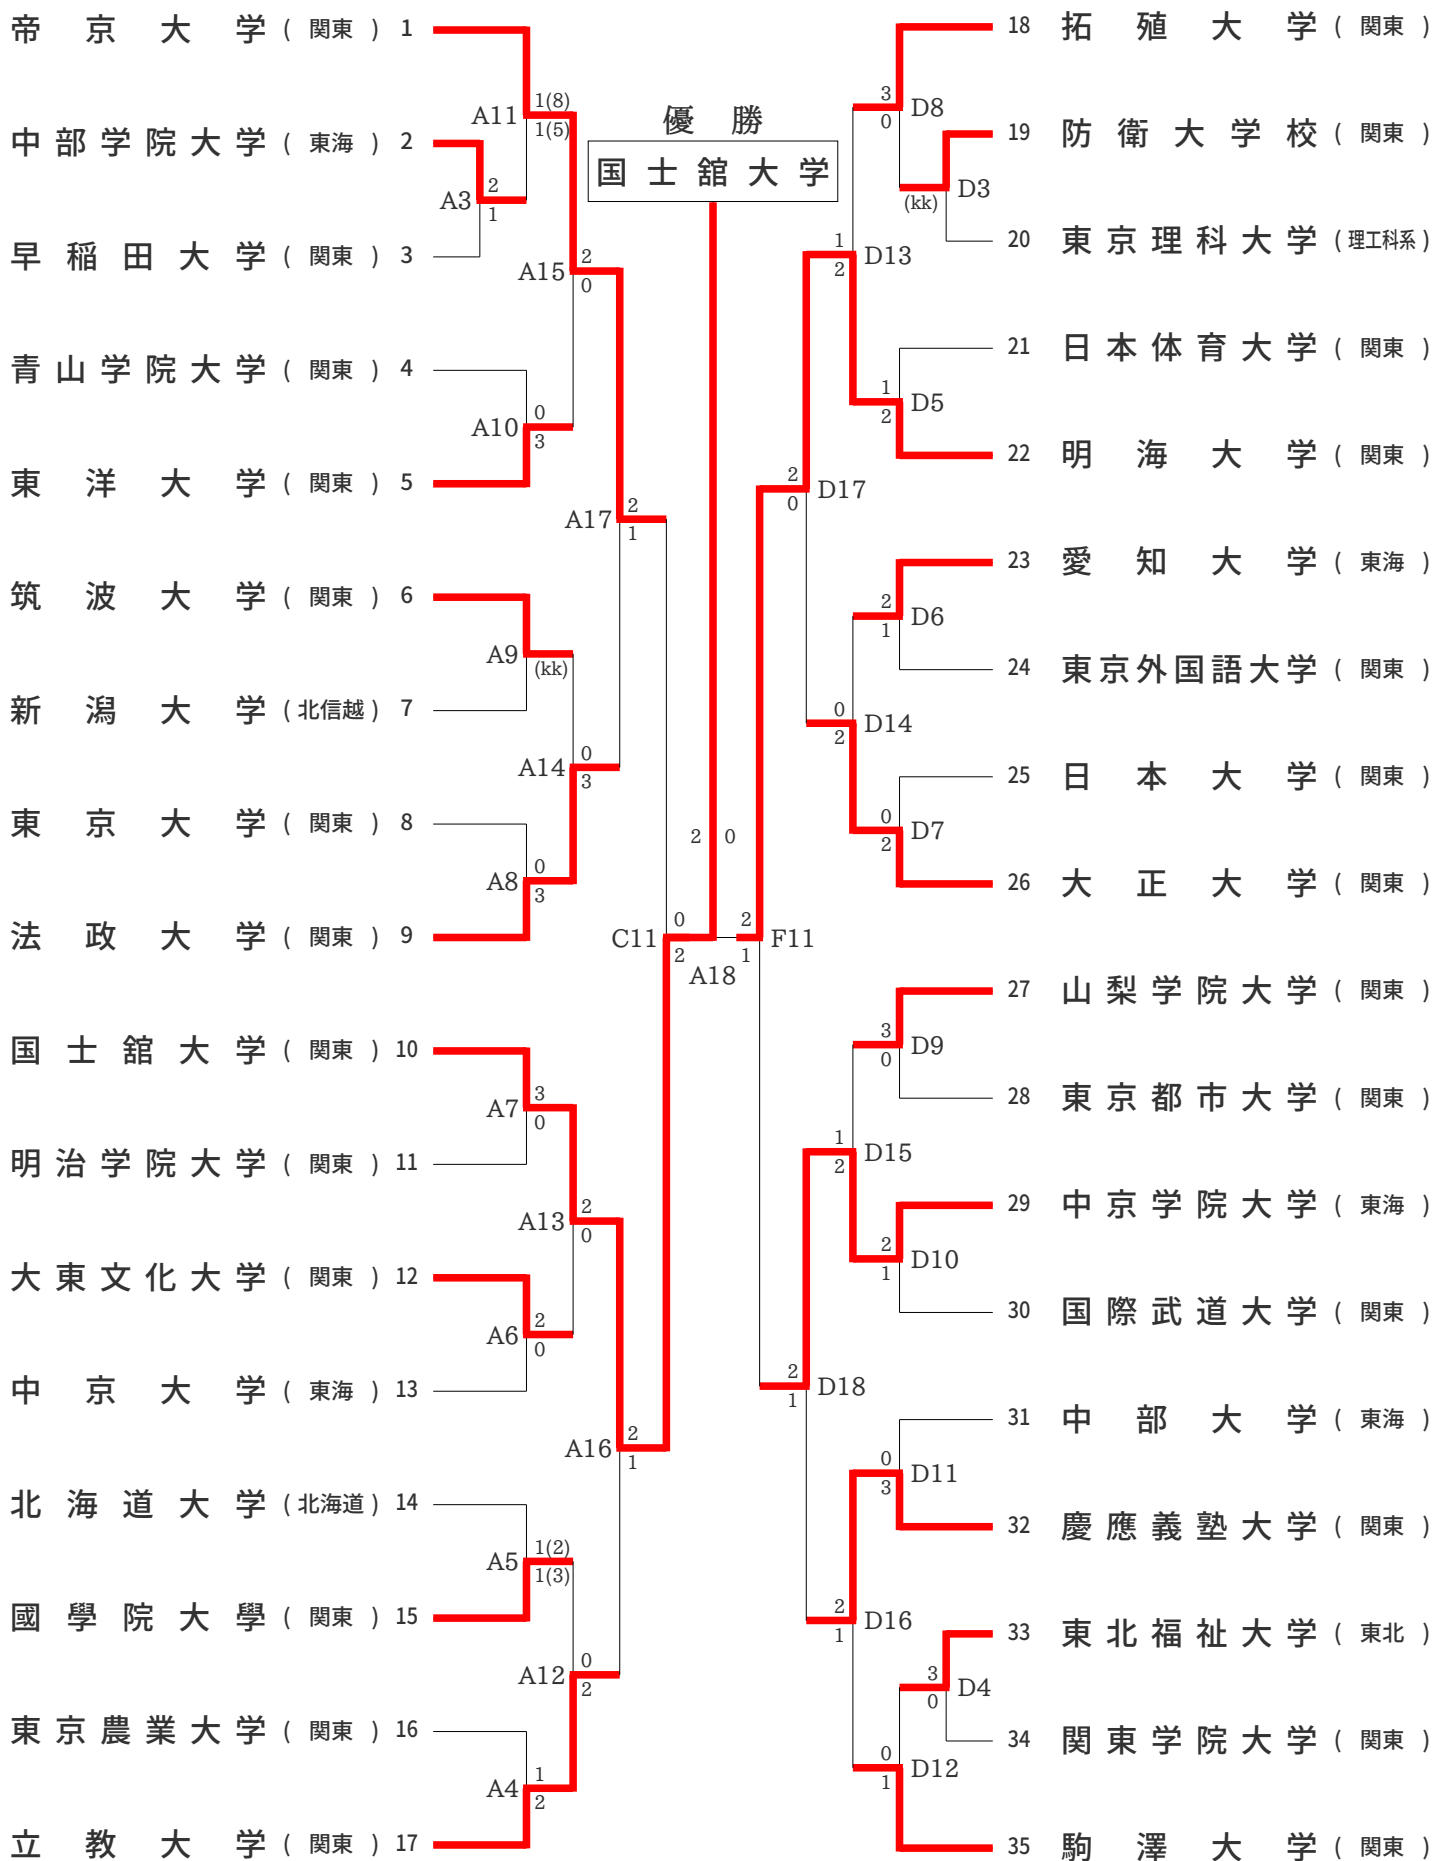 優勝
国士舘大学
帝京大学 ( 関東 ) 1
A11 1(8)
1(5)
中部学院大学 ( 東海 ) 2
A3 2
1
早稲田大学 ( 関東 ) 3
A15 2
0
青山学院大学 ( 関東 ) 4
A10 0
3
東洋大学 ( 関東 ) 5
A17 2
1
筑波大学 ( 関東 ) 6
A9 (kk)
新潟大学 ( 北信越 ) 7
A14 0
3
東京大学 ( 関東 ) 8
A8 0
3
法政大学 ( 関東 ) 9
C11 0
2
2 0
A18
国士舘大学 ( 関東 ) 10
A7 3
0
明治学院大学 ( 関東 ) 11
A13 2
0
大東文化大学 ( 関東 ) 12
A6 2
0
中京大学 ( 東海 ) 13
A16 2
1
北海道大学 ( 北海道 ) 14
A5 1(2)
1(3)
國學院大學 ( 関東 ) 15
A12 0
2
東京農業大学 ( 関東 ) 16
A4 1
2
立教大学 ( 関東 ) 17
18 拓殖大学 ( 関東 )
3 D8
0
19 防衛大学校 ( 関東 )
(kk) D3
20 東京理科大学 ( 理工科系 )
1 D13
2
21 日本体育大学 ( 関東 )
1 D5
2
22 明海大学 ( 関東 )
2 D17
0
23 愛知大学 ( 東海 )
2 D6
1
24 東京外国語大学 ( 関東 )
0 D14
2
25 日本大学 ( 関東 )
0 D7
2
26 大正大学 ( 関東 )
2 F11
1
27 山梨学院大学 ( 関東 )
3 D9
0
28 東京都市大学 ( 関東 )
1 D15
2
29 中京学院大学 ( 東海 )
2 D10
1
30 国際武道大学 ( 関東 )
2 D18
1
31 中部大学 ( 東海 )
0 D11
3
32 慶應義塾大学 ( 関東 )
2 D16
1
33 東北福祉大学 ( 東北 )
3 D4
0
34 関東学院大学 ( 関東 )
0 D12
1
35 駒澤大学 ( 関東 )